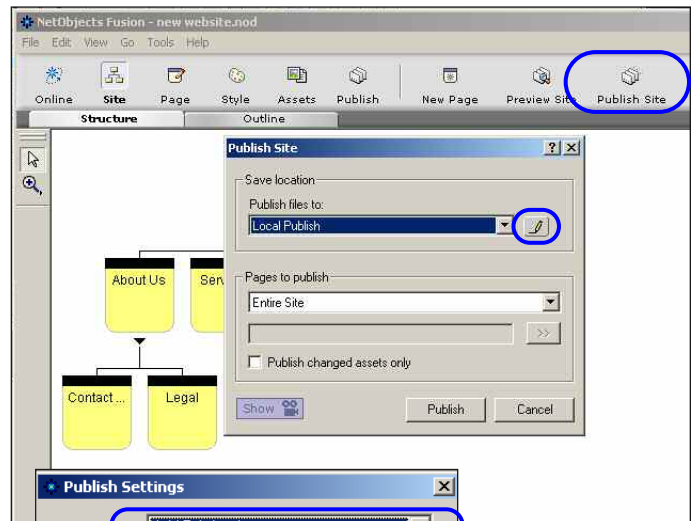 NetObjects Fusion - new website.nod
File Edit View Go Tools Help
Online Site Page Style Assets Publish New Page Preview Site Publish Site
Structure Outline
Publish Site
Save location
Publish files to:
Local Publish
Pages to publish
Entire Site
>>
Publish changed assets only
Show Publish Cancel
About Us
Contact ... Legal
Publish Settings